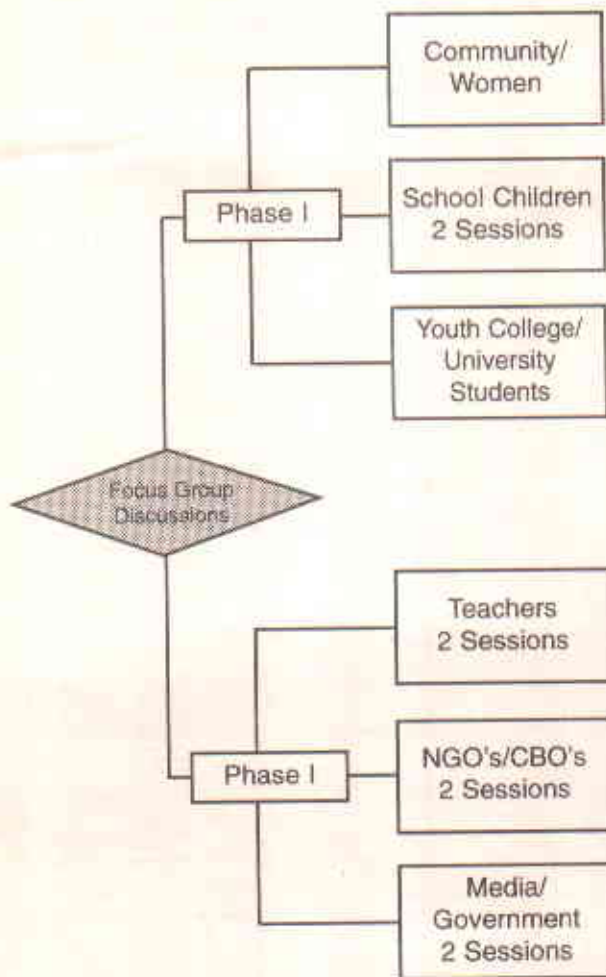 Community/
Women
Phase I
School Children
2 Sessions
Youth College/
University
Students
Focus Group
Discussions
Teachers
2 Sessions
Phase I
NGO's/CBO's
2 Sessions
Media/
Government
2 Sessions